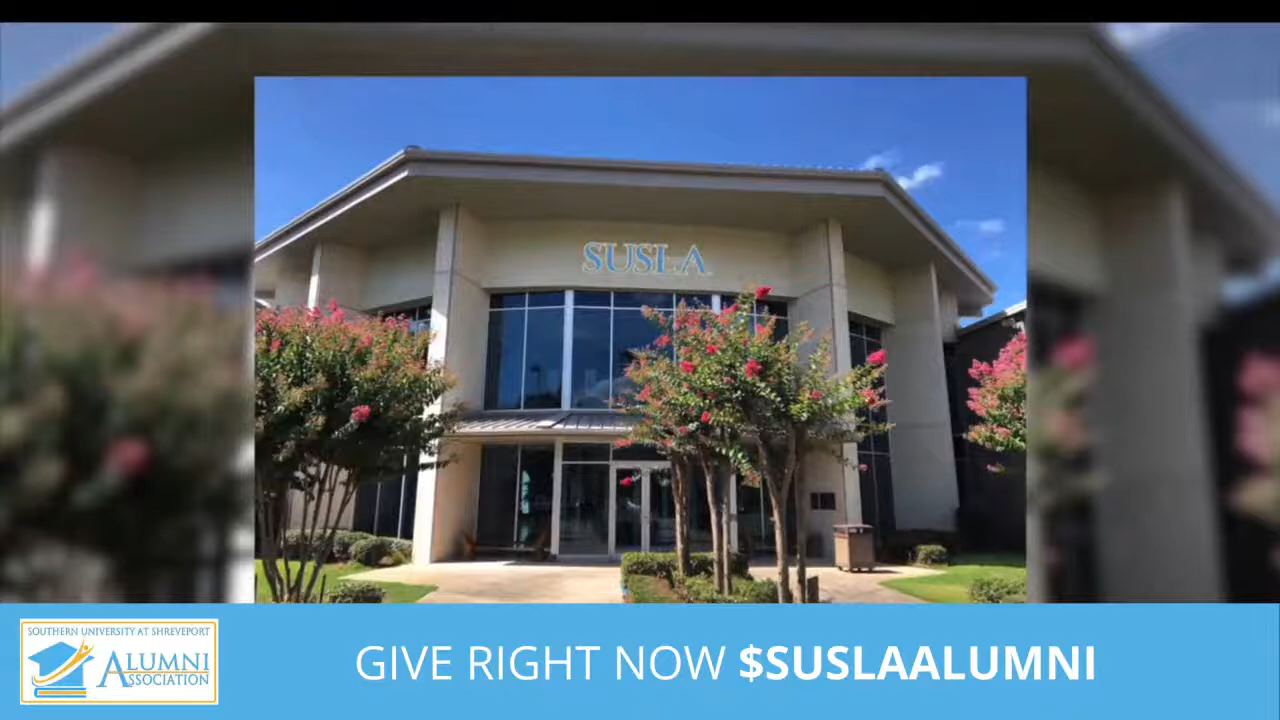 SUSLA
SOUTHERN UNIVERSITY AT SHREVEPORT
ALUMNI
ASSOCIATION
GIVE RIGHT NOW $SUSLAALUMNI